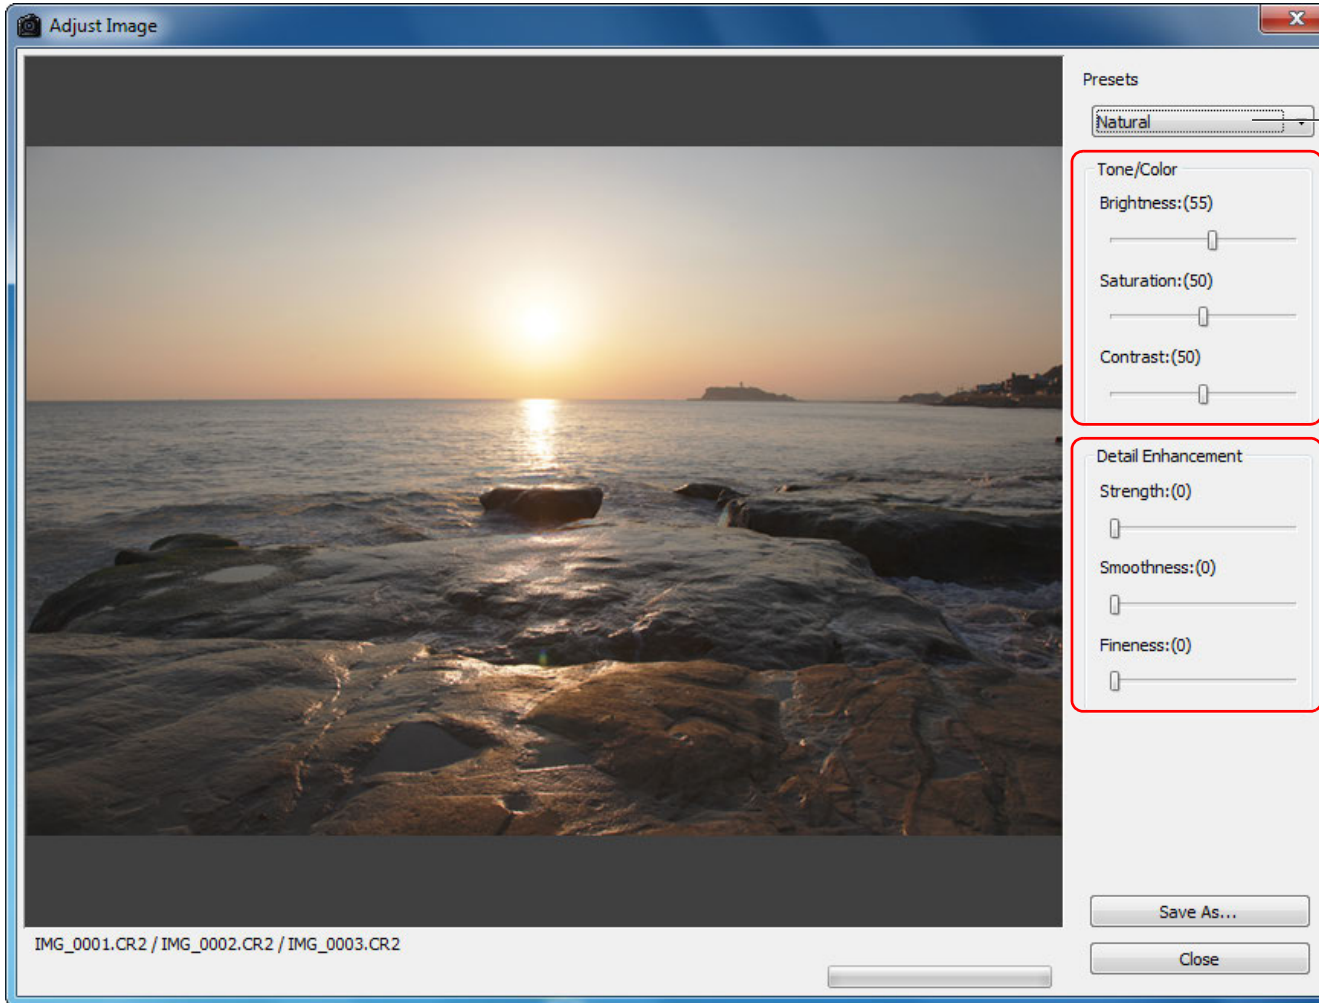 Adjust Image
Presets
Natural
Tone/Color
Brightness:(55)
Saturation:(50)
Contrast:(50)
Detail Enhancement
Strength:(0)
Smoothness:(0)
Fineness:(0)
Save As...
Close
IMG_0001.CR2 / IMG_0002.CR2 / IMG_0003.CR2